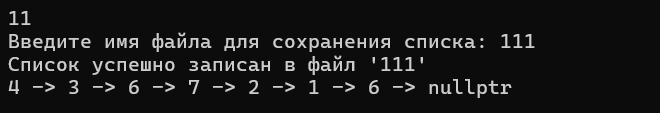 11
Введите имя файла для сохранения списка: 111
Список успешно записан в файл '111'
4 -> 3 -> 6 -> 7 -> 2 -> 1 -> 6 -> nullptr